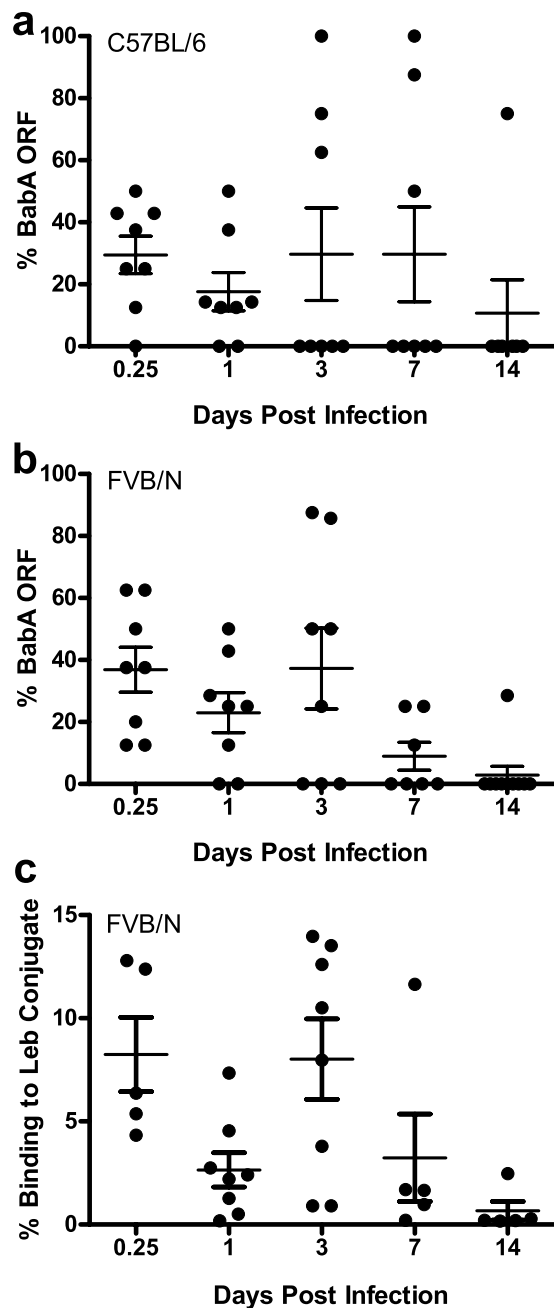 a
C57BL/6
% BabA ORF
100
80
60
40
20
0
0.25 1 3 7 14
Days Post Infection
b
FVB/N
% BabA ORF
100
80
60
40
20
0
0.25 1 3 7 14
Days Post Infection
c
FVB/N
% Binding to Leb Conjugate
15
10
5
0
0.25 1 3 7 14
Days Post Infection